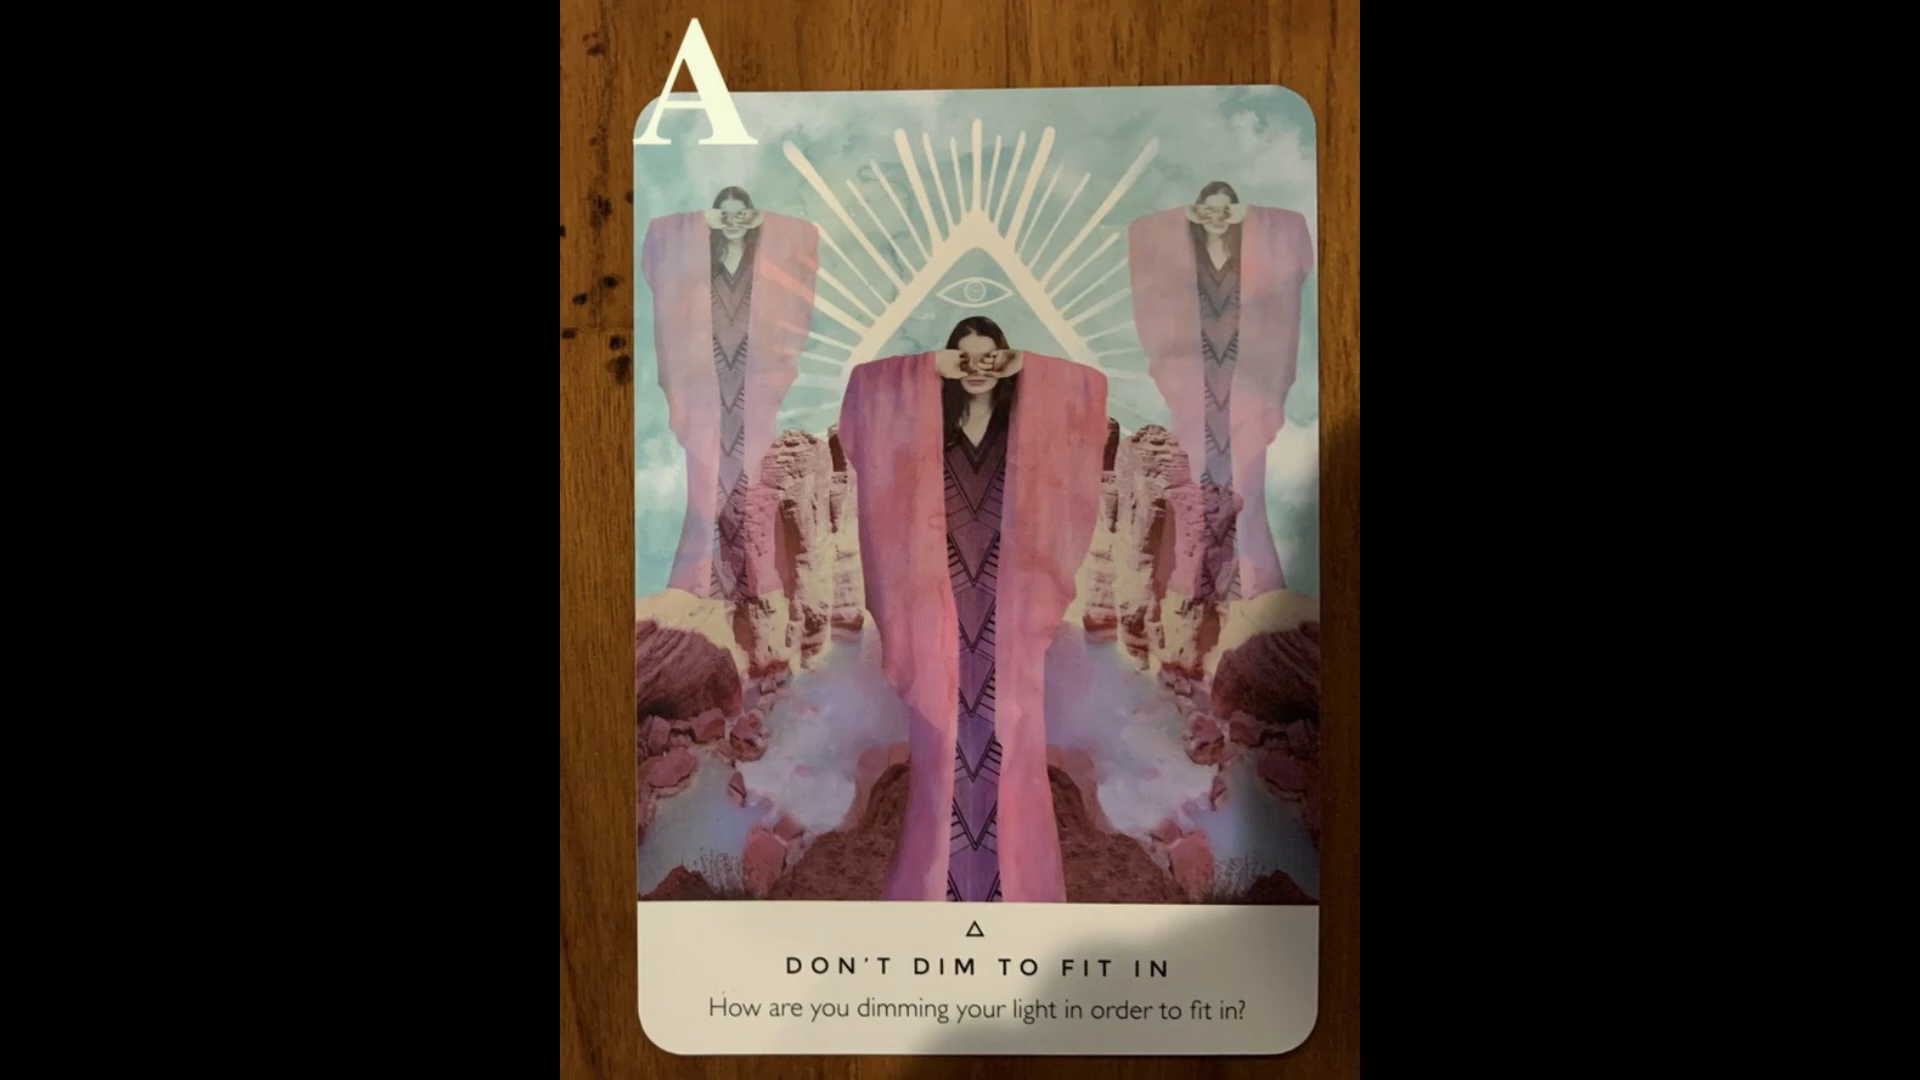 A
DON'T DIM TO FIT IN
How are you dimming your light in order to fit in?